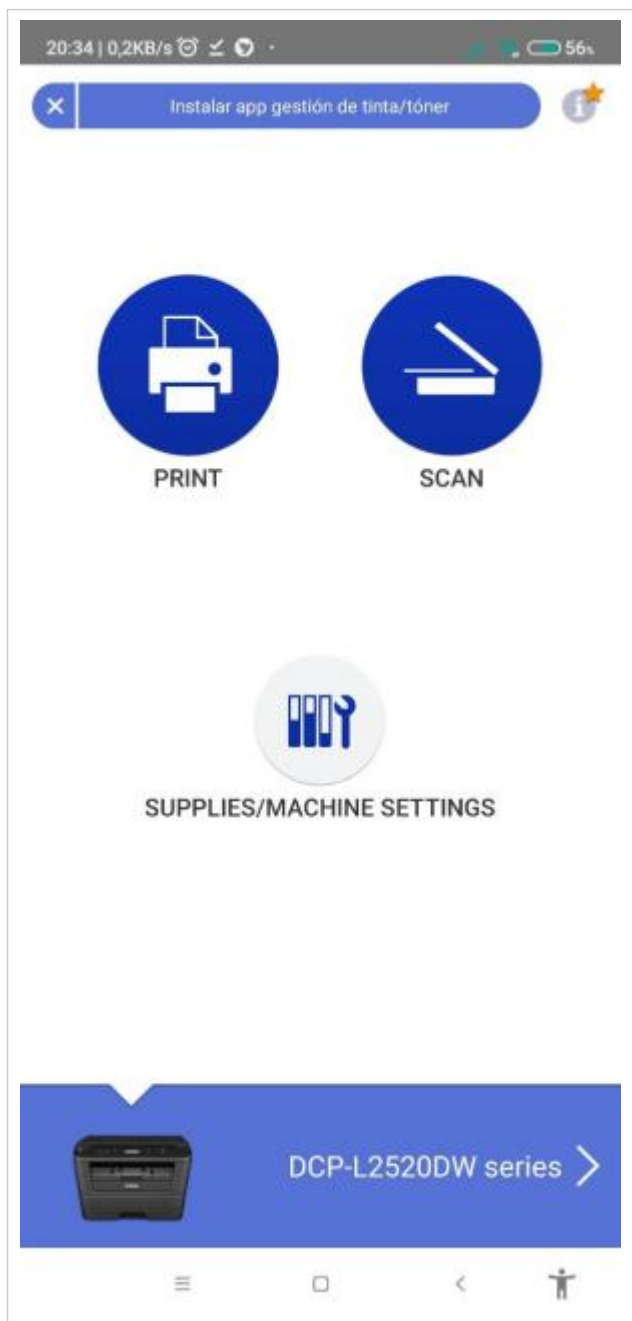 20:34 | 0,2KB/s 56%
Instalar app gestión de tinta/tóner
PRINT
SCAN
SUPPLIES/MACHINE SETTINGS
DCP-L2520DW series